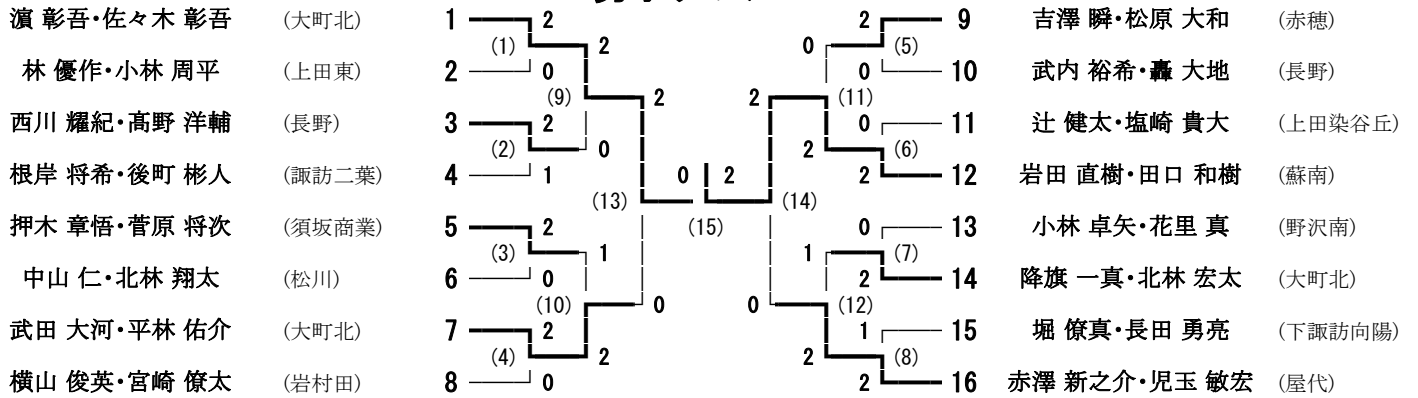 濵 彰吾・佐々木 彰吾 (大町北) 1 2 2 9 吉澤 瞬・松原 大和 (赤穂)
(1) 2 0 (5)
林 優作・小林 周平 (上田東) 2 0 0 10 武内 裕希・轟 大地 (長野)
(9) 2 2 (11)
西川 耀紀・髙野 洋輔 (長野) 3 2 0 11 辻 健太・塩崎 貴大 (上田染谷丘)
(2) 0 2 (6)
根岸 将希・後町 彬人 (諏訪二葉) 4 1 0 2 2 12 岩田 直樹・田口 和樹 (蘇南)
(13) (15) (14)
押木 章悟・菅原 将次 (須坂商業) 5 2 0 13 小林 卓矢・花里 真 (野沢南)
(3) 1 1 (7)
中山 仁・北林 翔太 (松川) 6 0 2 14 降旗 一真・北林 宏太 (大町北)
(10) 0 0 (12)
武田 大河・平林 佑介 (大町北) 7 2 1 15 堀 僚真・長田 勇亮 (下諏訪向陽)
(4) 2 2 (8)
横山 俊英・宮崎 僚太 (岩村田) 8 0 2 16 赤澤 新之介・児玉 敏宏 (屋代)